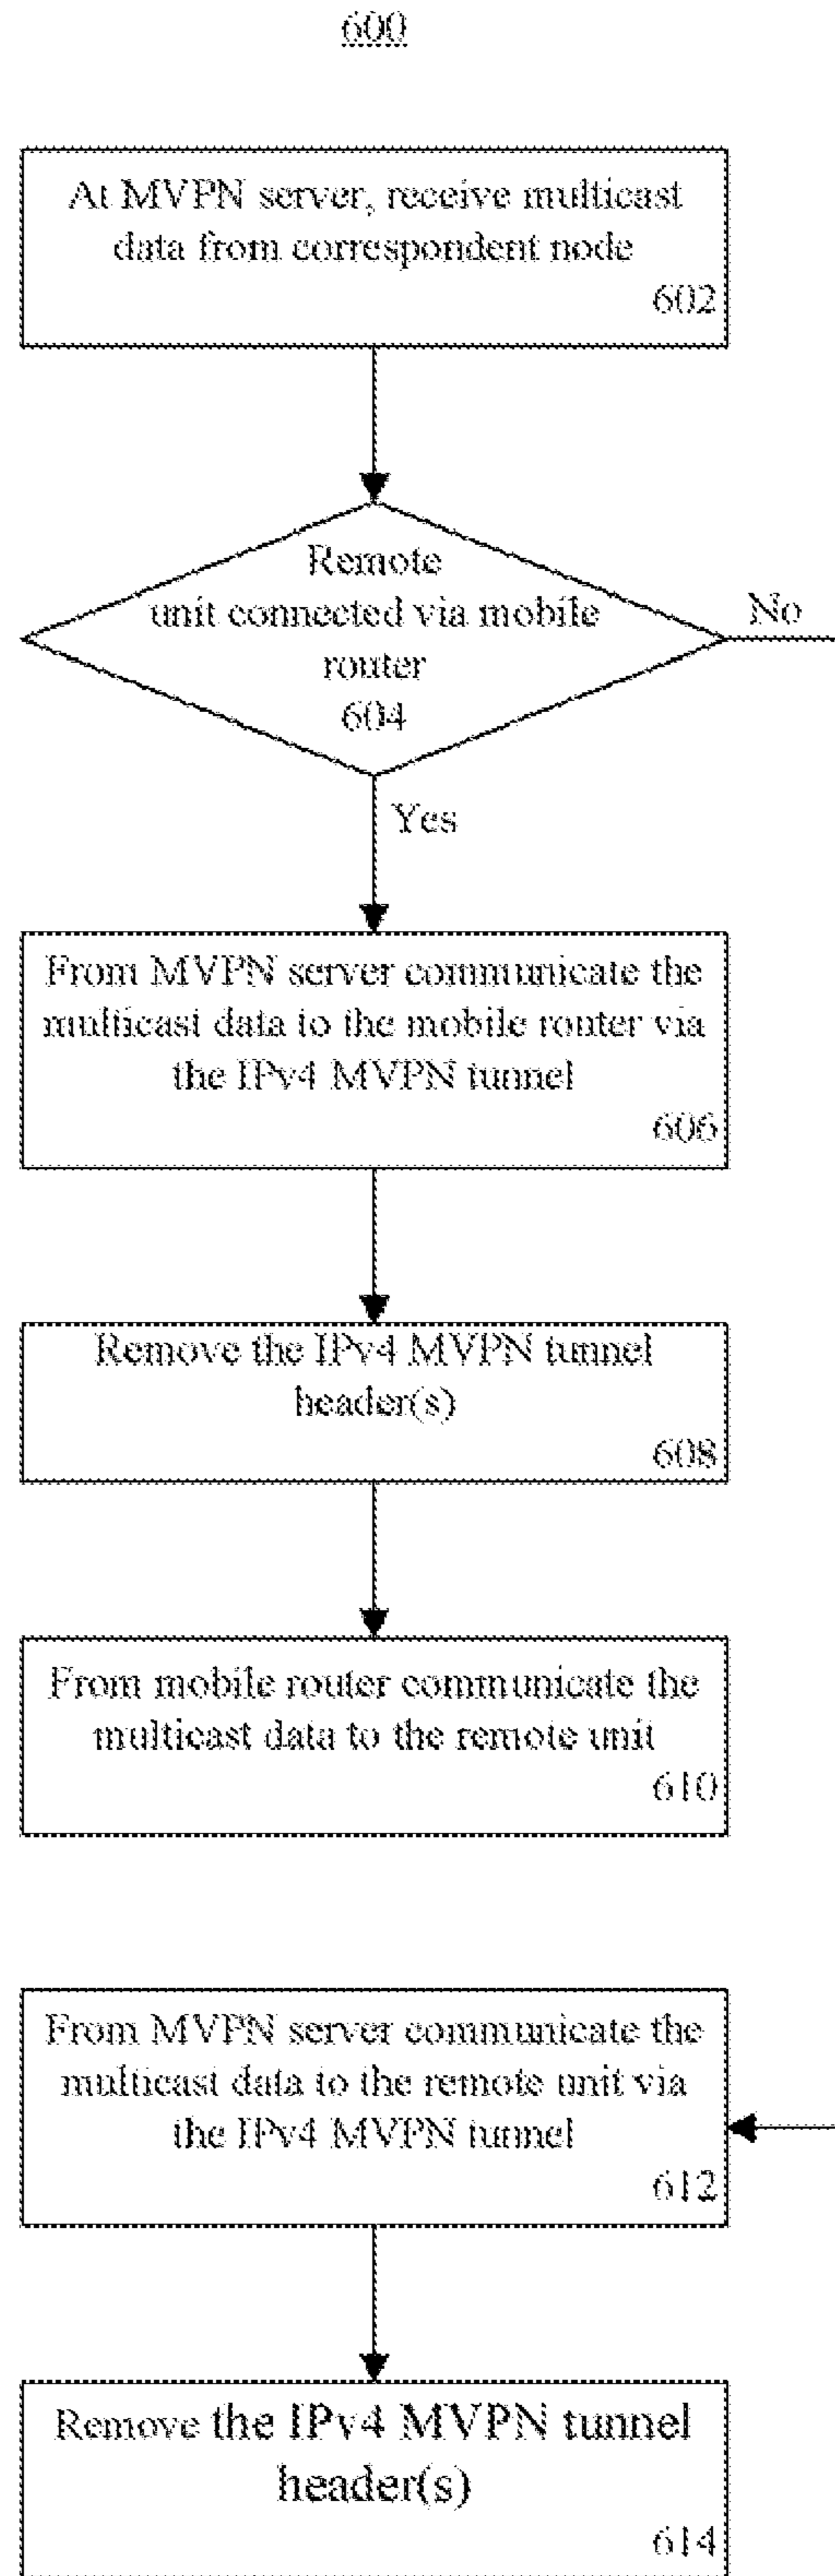 600
At MVPN server, receive multicast
data from correspondent node
602
Remote
unit connected via mobile
router
604
No
Yes
From MVPN server communicate the
multicast data to the mobile router via
the IPv4 MVPN tunnel
606
Remove the IPv4 MVPN tunnel
header(s)
608
From mobile router communicate the
multicast data to the remote unit
610
From MVPN server communicate the
multicast data to the remote unit via
the IPv4 MVPN tunnel
612
Remove the IPv4 MVPN tunnel
header(s)
614